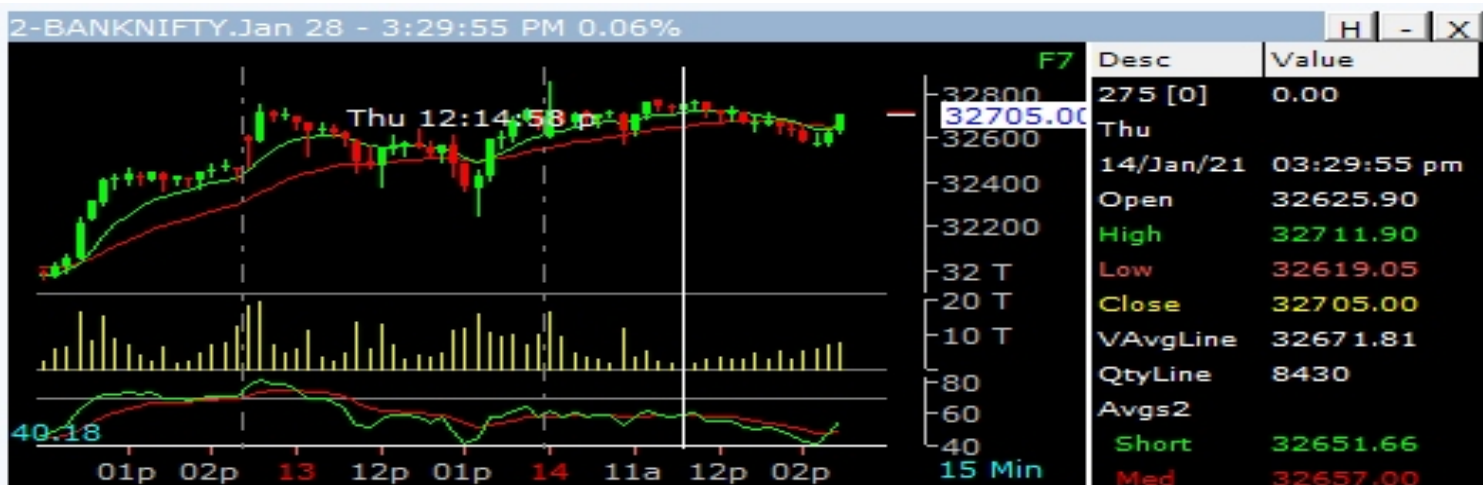 2-BANKNIFTY.Jan 28 - 3:29:55 PM 0.06%
H - X
F7
Desc Value
32800
275 [0] 0.00
Thu 12:14:58 p
32705.00
Thu
32600
14/Jan/21 03:29:55 pm
32400
Open 32625.90
32200
High 32711.90
32 T
Low 32619.05
20 T
Close 32705.00
10 T
VAvgLine 32671.81
80
QtyLine 8430
60
Avgs2
40.18
40
Short 32651.66
01p 02p 13 12p 01p 14 11a 12p 02p 15 Min
Med 32657.00